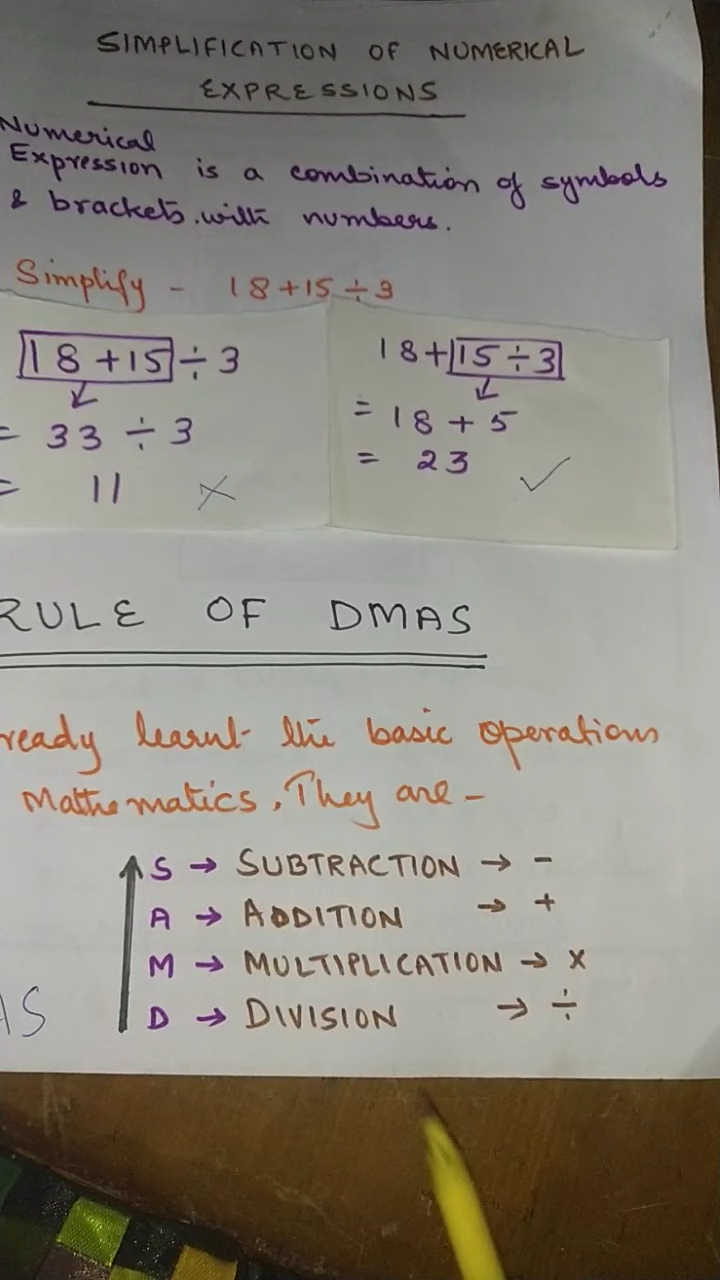 SIMPLIFICATION OF NUMERICAL
EXPRESSIONS
Numerical
Expression is a combination of symbols
& brackets. with numbers.
Simplify - 18+15÷3
18+15÷3
= 33 ÷ 3
= 11 ×
18+15÷3
= 18 + 5
= 23 ✓
RULE OF DMAS
ready learnt the basic operations
Mathematics. They are -
S → SUBTRACTION → -
A → ADDITION → +
M → MULTIPLICATION → ×
D → DIVISION → ÷
AS